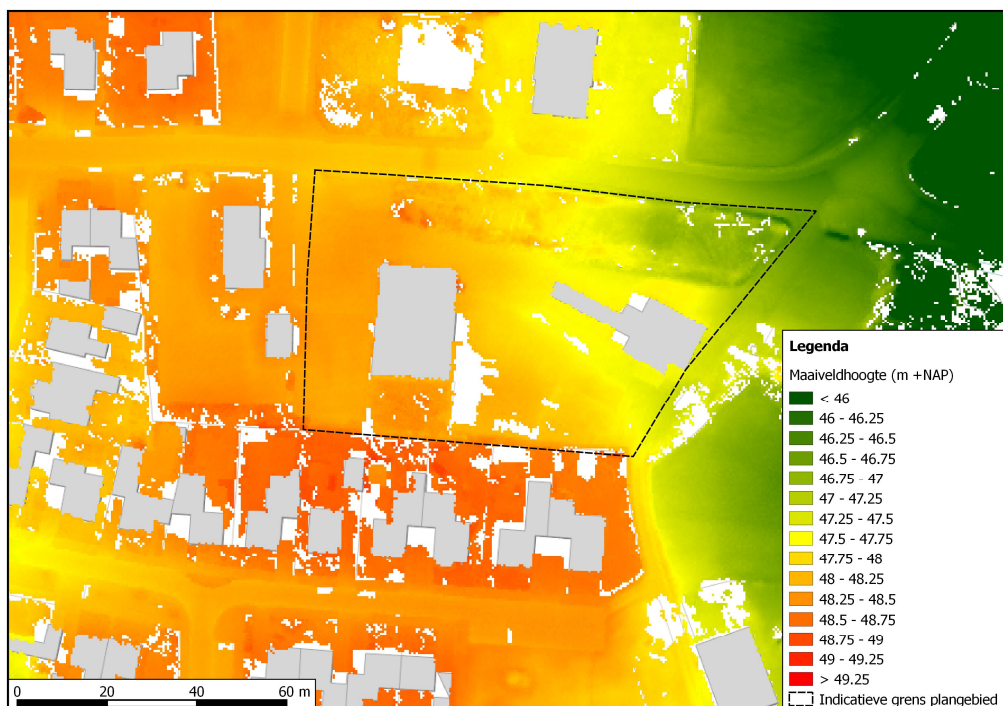 Legenda
Maaiveldhoogte (m +NAP)
< 46
46 - 46.25
46.25 - 46.5
46.5 - 46.75
46.75 - 47
47 - 47.25
47.25 - 47.5
47.5 - 47.75
47.75 - 48
48 - 48.25
48.25 - 48.5
48.5 - 48.75
48.75 - 49
49 - 49.25
> 49.25
Indicatieve grens plangebied
0 20 40 60 m